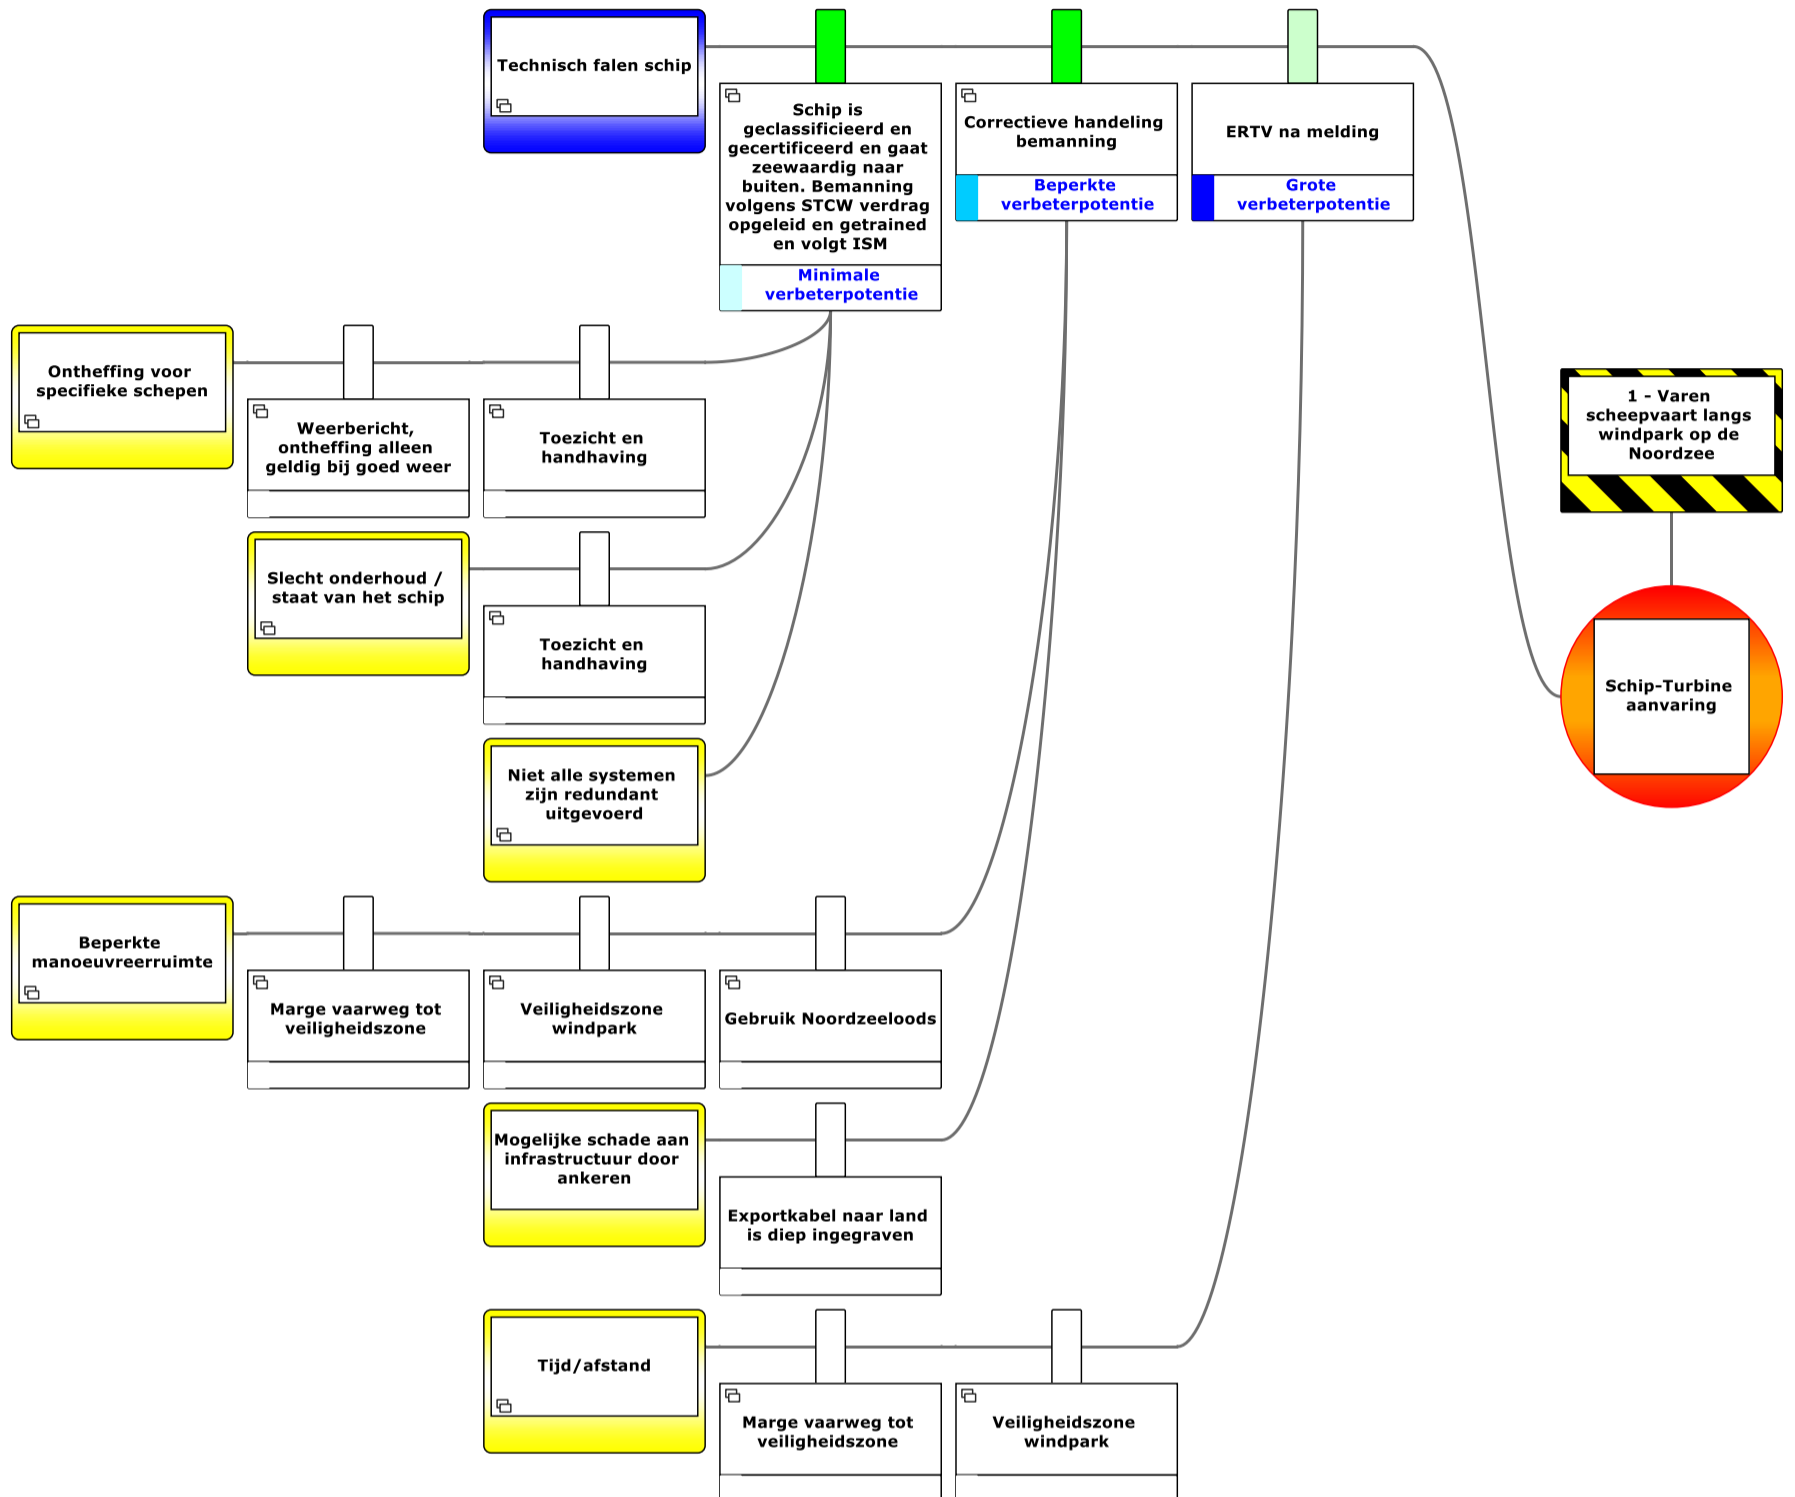 Technisch falen schip
Schip is
geclassificieerd en
gecertificeerd en gaat
zeewaardig naar
buiten. Bemanning
volgens STCW verdrag
opgeleid en getrained
en volgt ISM
Minimale
verbeterpotentie
Correctieve handeling
bemanning
Beperkte
verbeterpotentie
ERTV na melding
Grote
verbeterpotentie
Ontheffing voor
specifieke schepen
Weerbericht,
ontheffing alleen
geldig bij goed weer
Toezicht en
handhaving
1 - Varen
scheepvaart langs
windpark op de
Noordzee
Slecht onderhoud /
staat van het schip
Toezicht en
handhaving
Schip-Turbine
aanvaring
Niet alle systemen
zijn redundant
uitgevoerd
Beperkte
manoeuvreerruimte
Marge vaarweg tot
veiligheidszone
Veiligheidszone
windpark
Gebruik Noordzeeloods
Mogelijke schade aan
infrastructuur door
ankeren
Exportkabel naar land
is diep ingegraven
Tijd/afstand
Marge vaarweg tot
veiligheidszone
Veiligheidszone
windpark